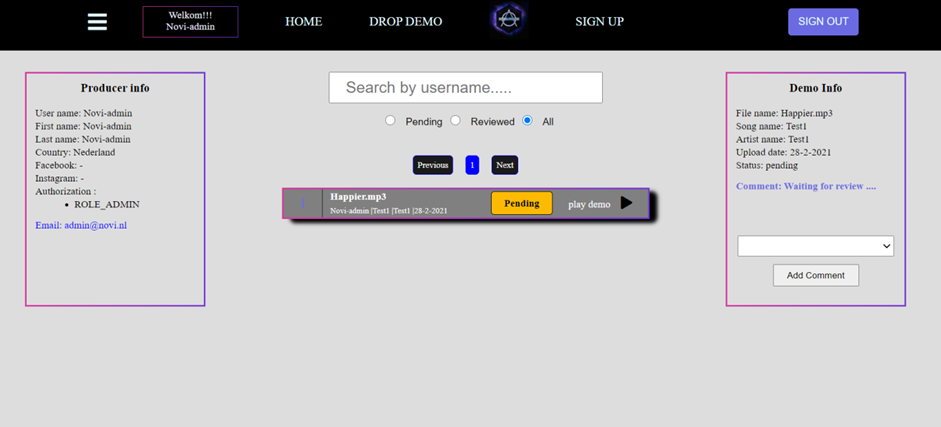 Welkom!!!
Novi-admin
HOME
DROP DEMO
SIGN UP
SIGN OUT
Producer info
User name: Novi-admin
First name: Novi-admin
Last name: Novi-admin
Country: Nederland
Facebook: -
Instagram: -
Authorization :
ROLE_ADMIN
Email: admin@novi.nl
Search by username.....
Pending
Reviewed
All
Previous
1
Next
1
Happier.mp3
Novi-admin |Test1 |Test1 |28-2-2021
Pending
play demo
Demo Info
File name: Happier.mp3
Song name: Test1
Artist name: Test1
Upload date: 28-2-2021
Status: pending
Comment: Waiting for review ....
Add Comment